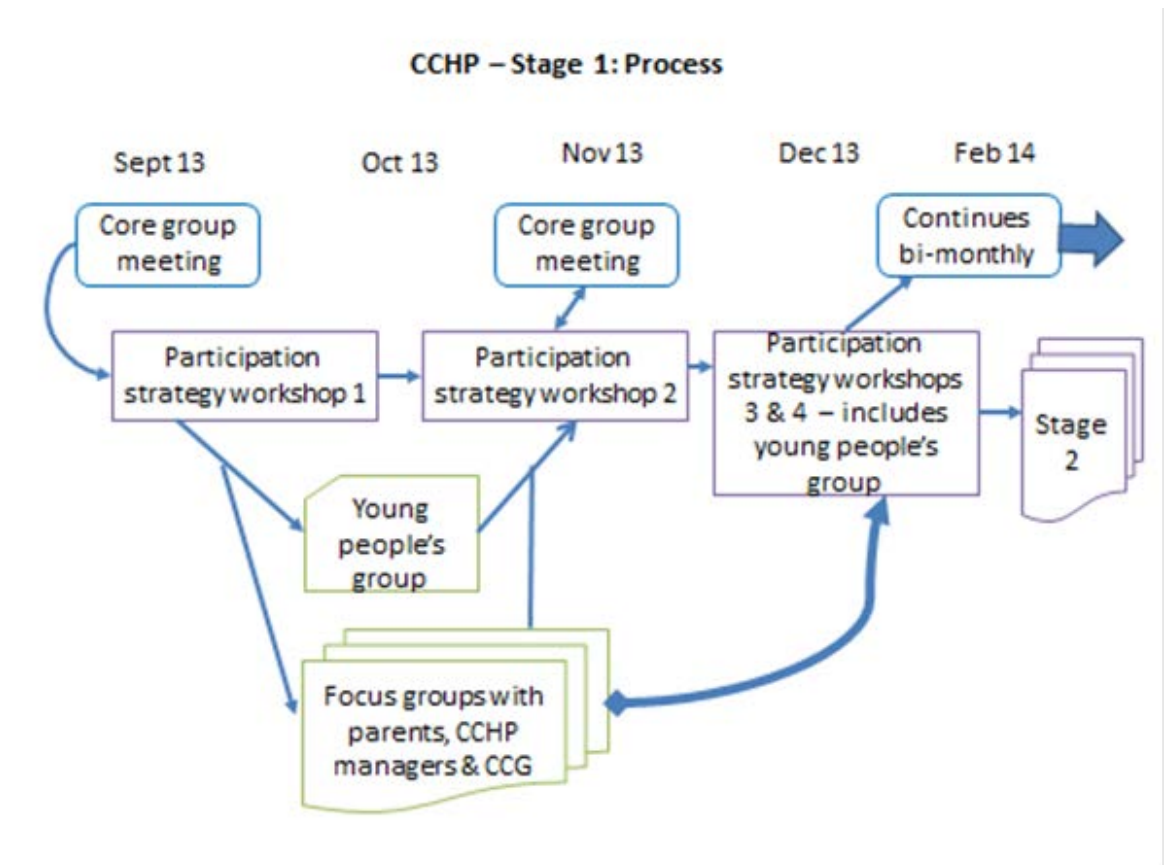 CCHP – Stage 1: Process
Sept 13
Oct 13
Nov 13
Dec 13
Feb 14
Core group
meeting
Core group
meeting
Continues
bi-monthly
Participation
strategy workshop 1
Participation
strategy workshop 2
Participation
strategy workshops
3 & 4 – includes
young people's
group
Stage
2
Young
people's
group
Focus groups with
parents, CCHP
managers & CCG